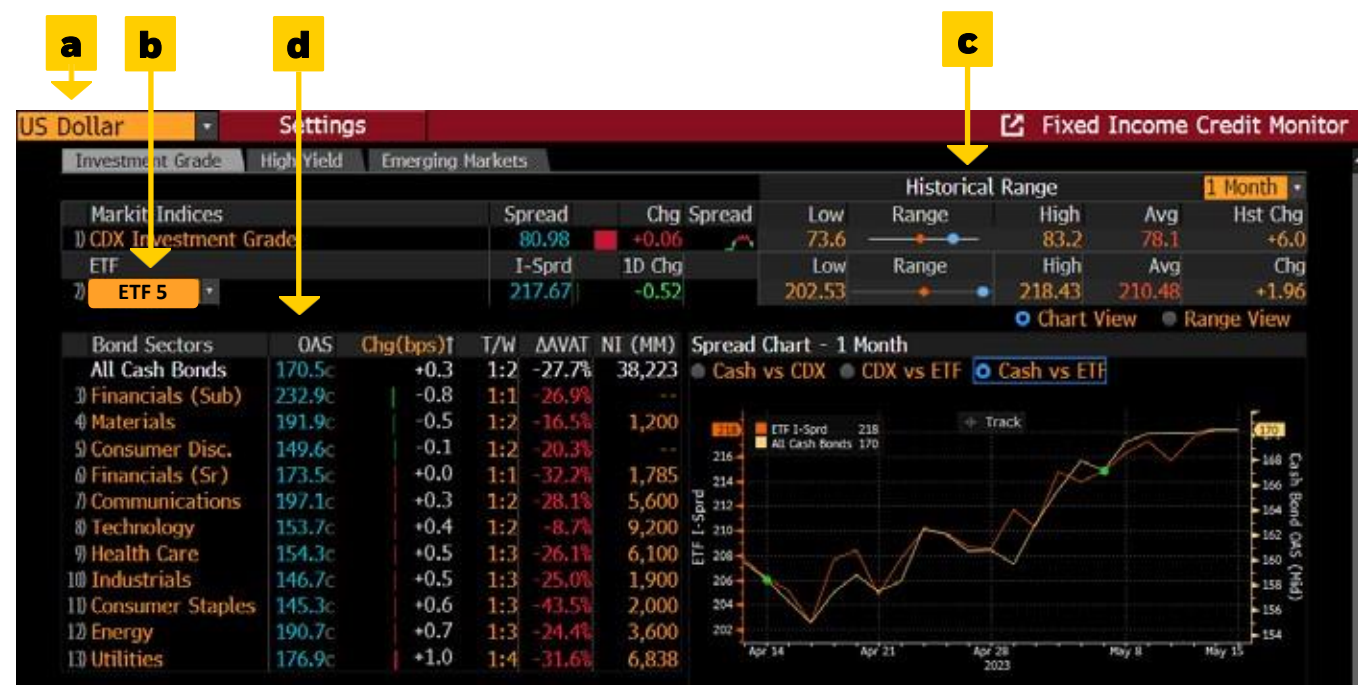 a b d c
US Dollar Settings Fixed Income Credit Monitor
Investment Grade High Yield Emerging Markets
Historical Range 1 Month
Markit Indices Spread Chg Spread Low Range High Avg Hst Chg
1) CDX Investment Grade 80.98 +0.06 73.6 83.2 78.1 +6.0
ETF I-Sprd 1D Chg Low Range High Avg Chg
2) ETF 5 217.67 -0.52 202.53 218.43 210.48 +1.96
Chart View Range View
Bond Sectors OAS Chg(bps)↑ T/W ΔAVAT NI (MM) Spread Chart - 1 Month
All Cash Bonds 170.5c +0.3 1:2 -27.7% 38,223 Cash vs CDX CDX vs ETF Cash vs ETF
3) Financials (Sub) 232.9c -0.8 1:1 -26.9% --
4) Materials 191.9c -0.5 1:2 -16.5% 1,200
5) Consumer Disc. 149.6c -0.1 1:2 -20.3% --
6) Financials (Sr) 173.5c +0.0 1:1 -32.2% 1,785
7) Communications 197.1c +0.3 1:2 -28.1% 5,600
8) Technology 153.7c +0.4 1:2 -8.7% 9,200
9) Health Care 154.3c +0.5 1:3 -26.1% 6,100
10) Industrials 146.7c +0.5 1:3 -25.0% 1,900
11) Consumer Staples 145.3c +0.6 1:3 -43.5% 2,000
12) Energy 190.7c +0.7 1:3 -24.4% 3,600
13) Utilities 176.9c +1.0 1:4 -31.6% 6,838
Track
ETF I-Sprd 218
All Cash Bonds 170
ETF I-Sprd
218
216
214
212
210
208
206
204
202
170
168
166
164
162
160
158
156
154
Cash Bond OAS (Mid)
Apr 14 Apr 21 Apr 28 May 8 May 15
2023